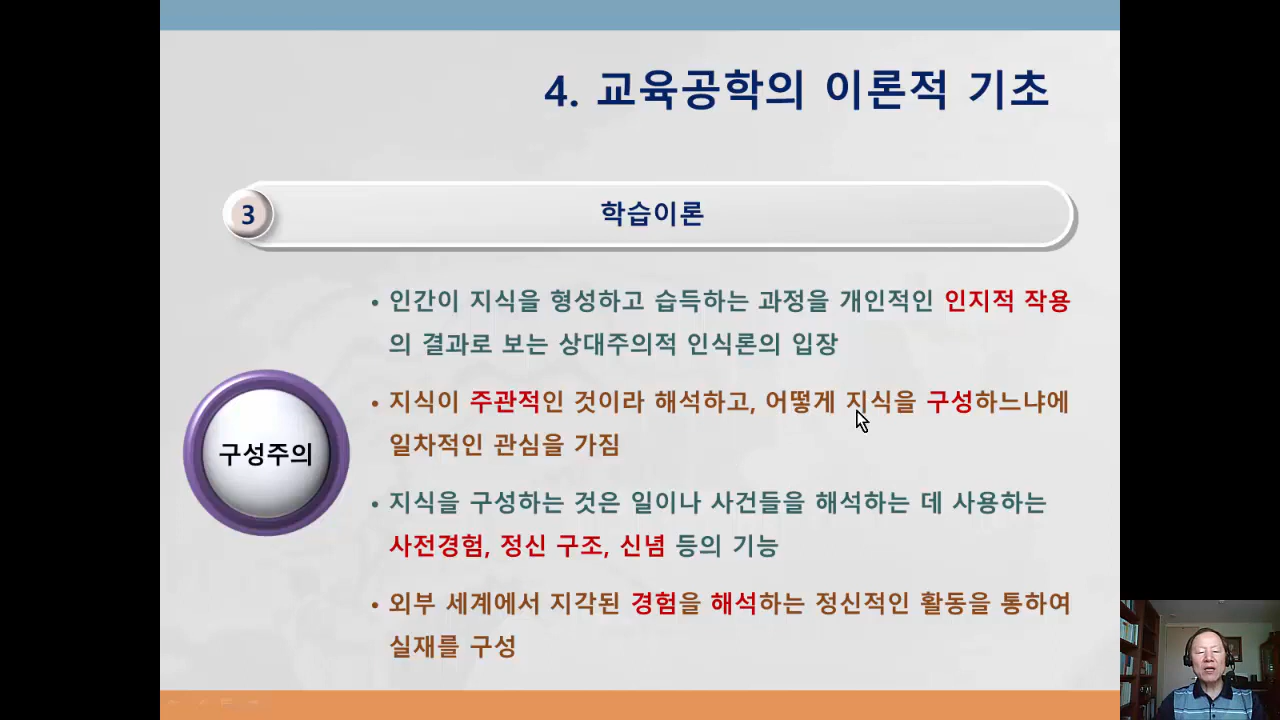 4. 교육공학의 이론적 기초
3
학습이론
구성주의
• 인간이 지식을 형성하고 습득하는 과정을 개인적인 인지적 작용
의 결과로 보는 상대주의적 인식론의 입장
• 지식이 주관적인 것이라 해석하고, 어떻게 지식을 구성하느냐에
일차적인 관심을 가짐
• 지식을 구성하는 것은 일이나 사건들을 해석하는 데 사용하는
사전경험, 정신 구조, 신념 등의 기능
• 외부 세계에서 지각된 경험을 해석하는 정신적인 활동을 통하여
실재를 구성